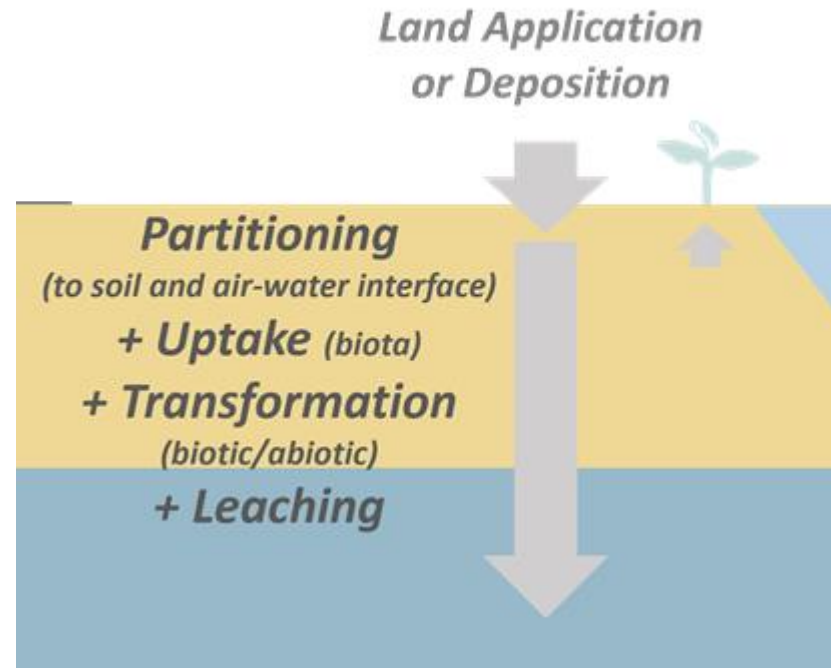 Land Application
or Deposition
Partitioning
(to soil and air-water interface)
+ Uptake (biota)
+ Transformation
(biotic/abiotic)
+ Leaching